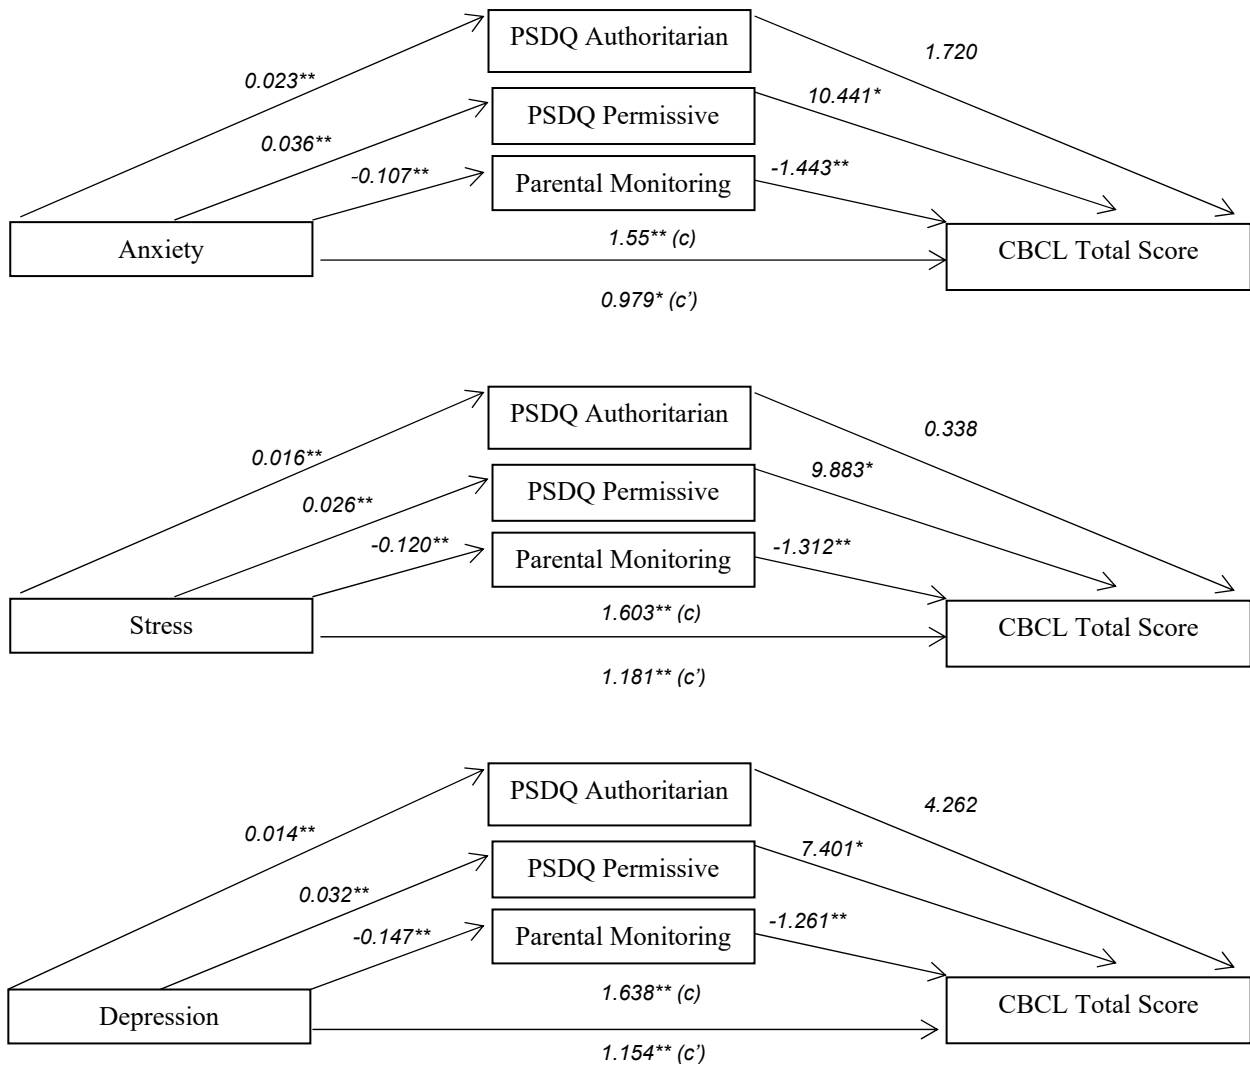 PSDQ Authoritarian
1.720
0.023**
10.441*
PSDQ Permissive
0.036**
-0.107**
Parental Monitoring
-1.443**
Anxiety
1.55** (c)
CBCL Total Score
0.979* (c’)
PSDQ Authoritarian
0.338
0.016**
9.883*
PSDQ Permissive
0.026**
-0.120**
Parental Monitoring
-1.312**
Stress
1.603** (c)
CBCL Total Score
1.181** (c’)
PSDQ Authoritarian
4.262
0.014**
7.401*
PSDQ Permissive
0.032**
-0.147**
Parental Monitoring
-1.261**
Depression
1.638** (c)
CBCL Total Score
1.154** (c’)